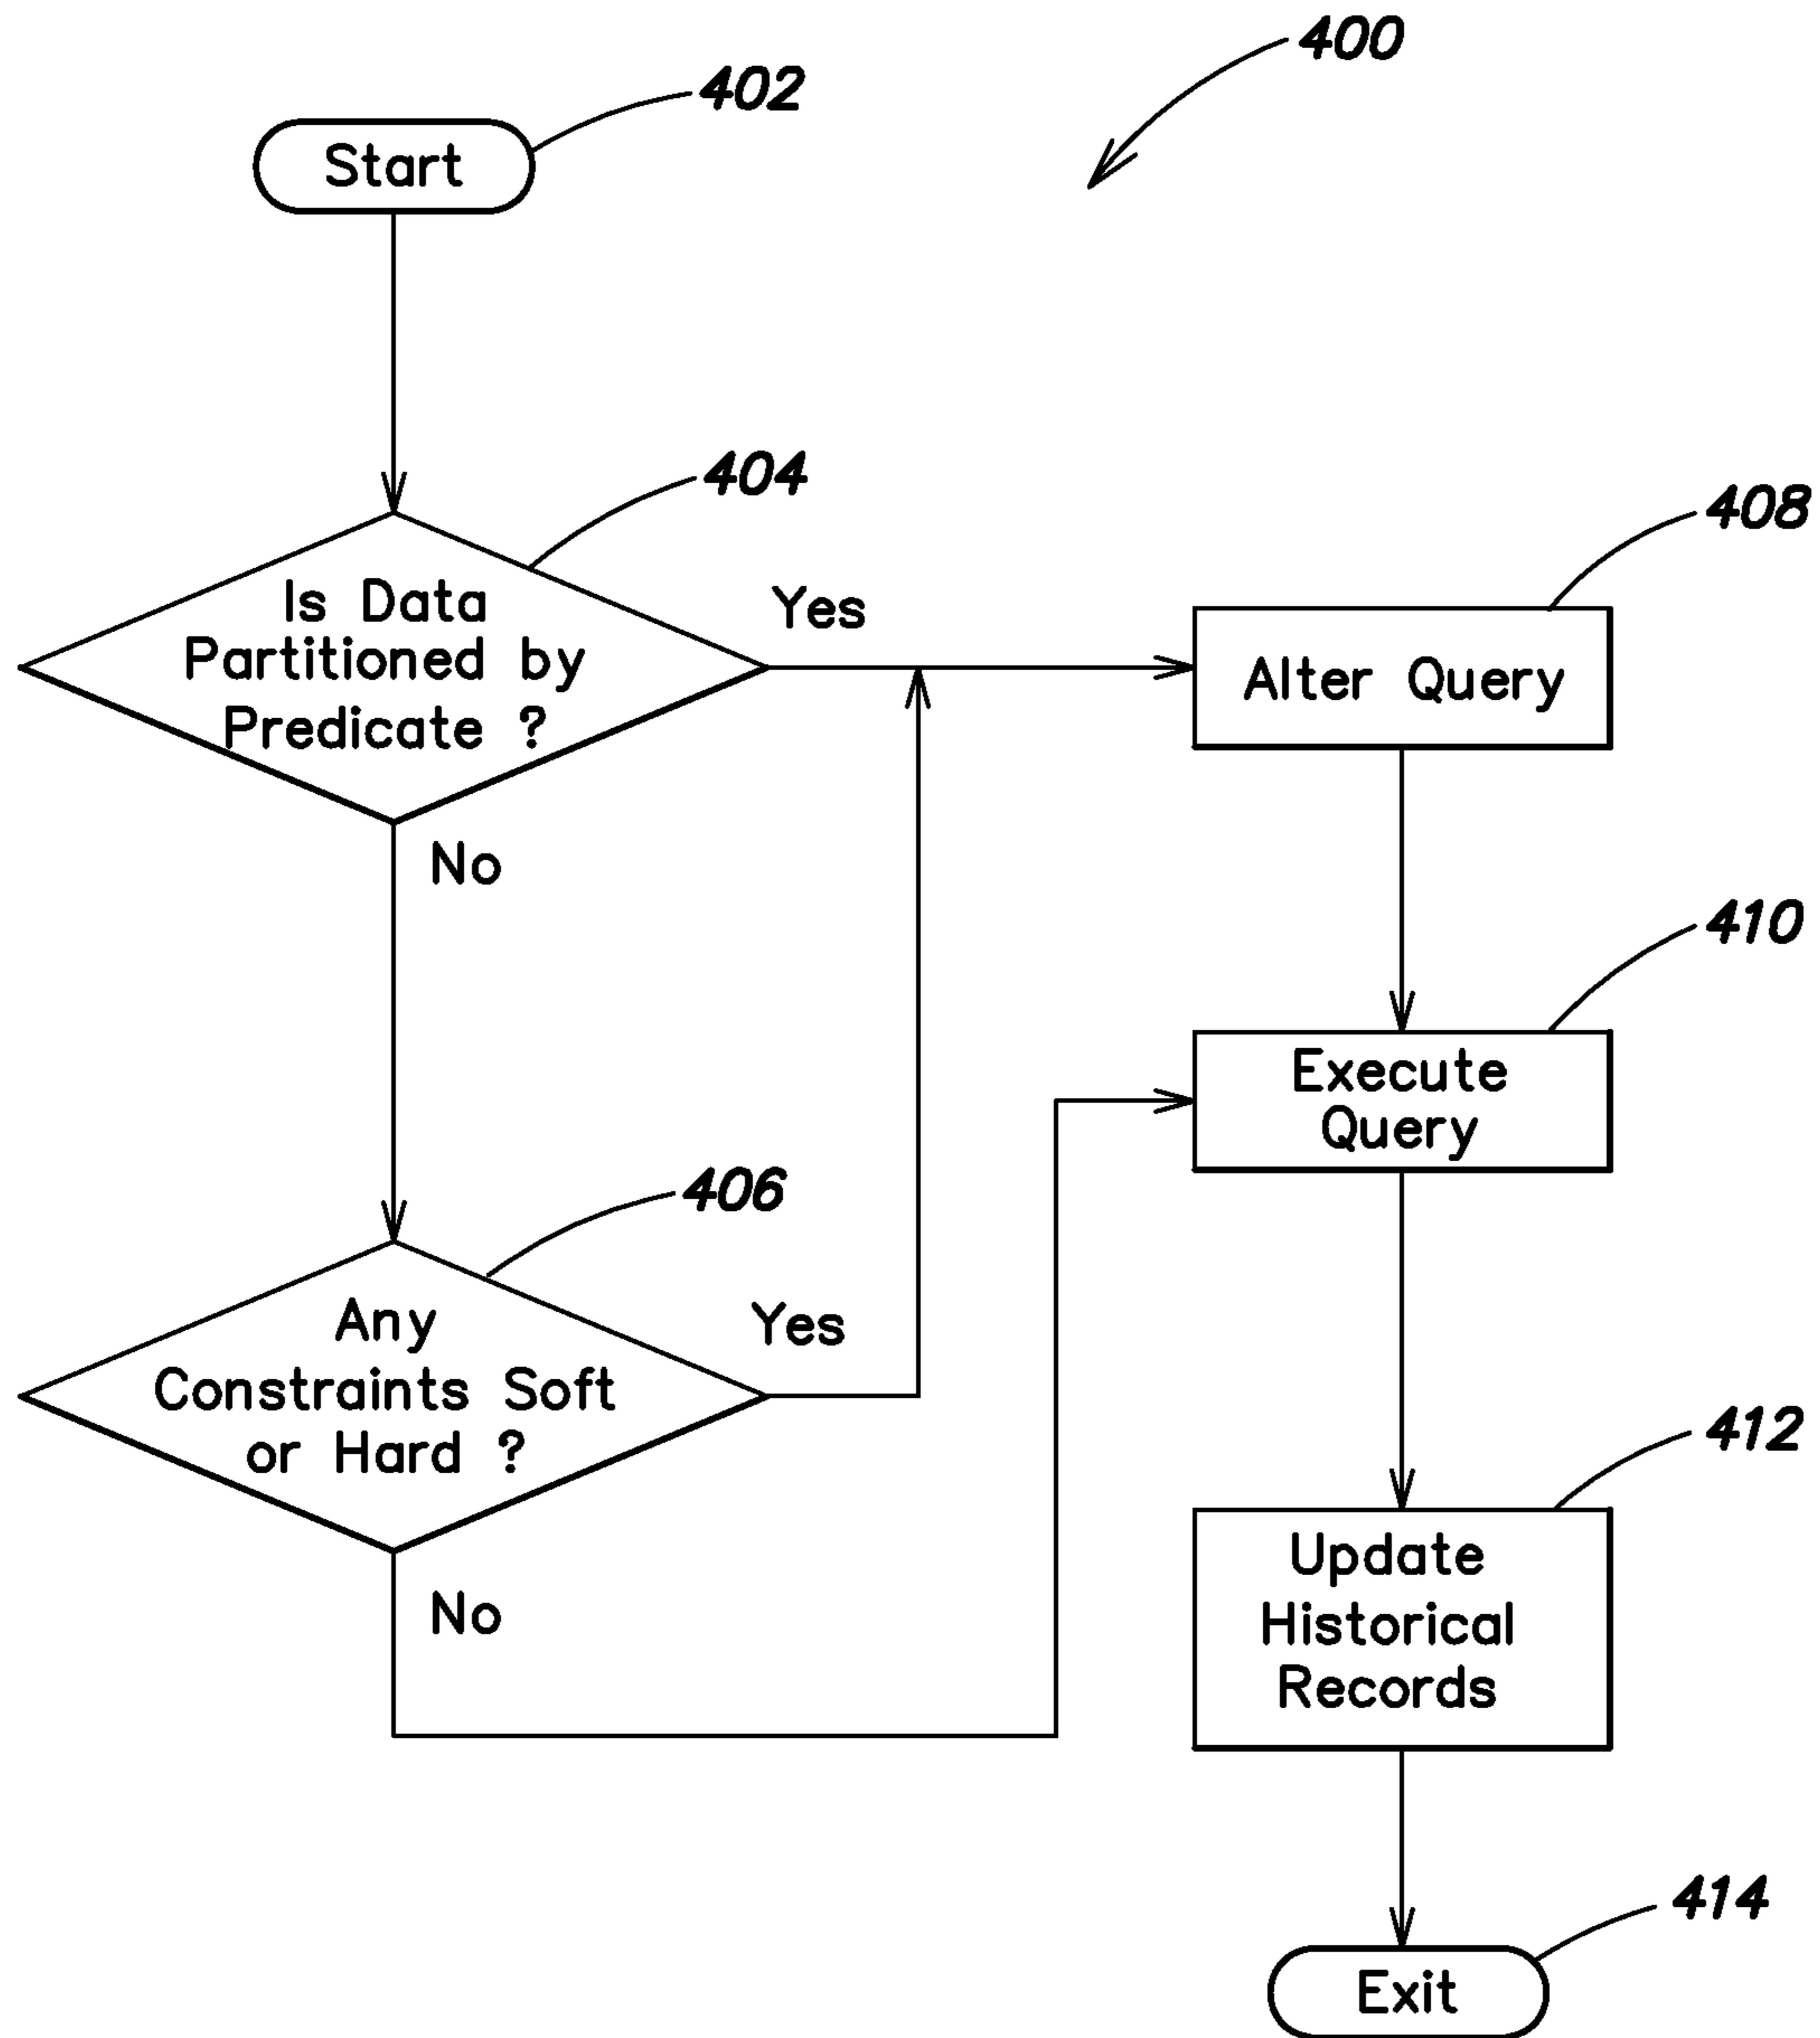 400
402
Start
404
Is Data
Partitioned by
Predicate ?
Yes
No
408
Alter Query
410
Execute
Query
406
Any
Constraints Soft
or Hard ?
Yes
No
412
Update
Historical
Records
414
Exit